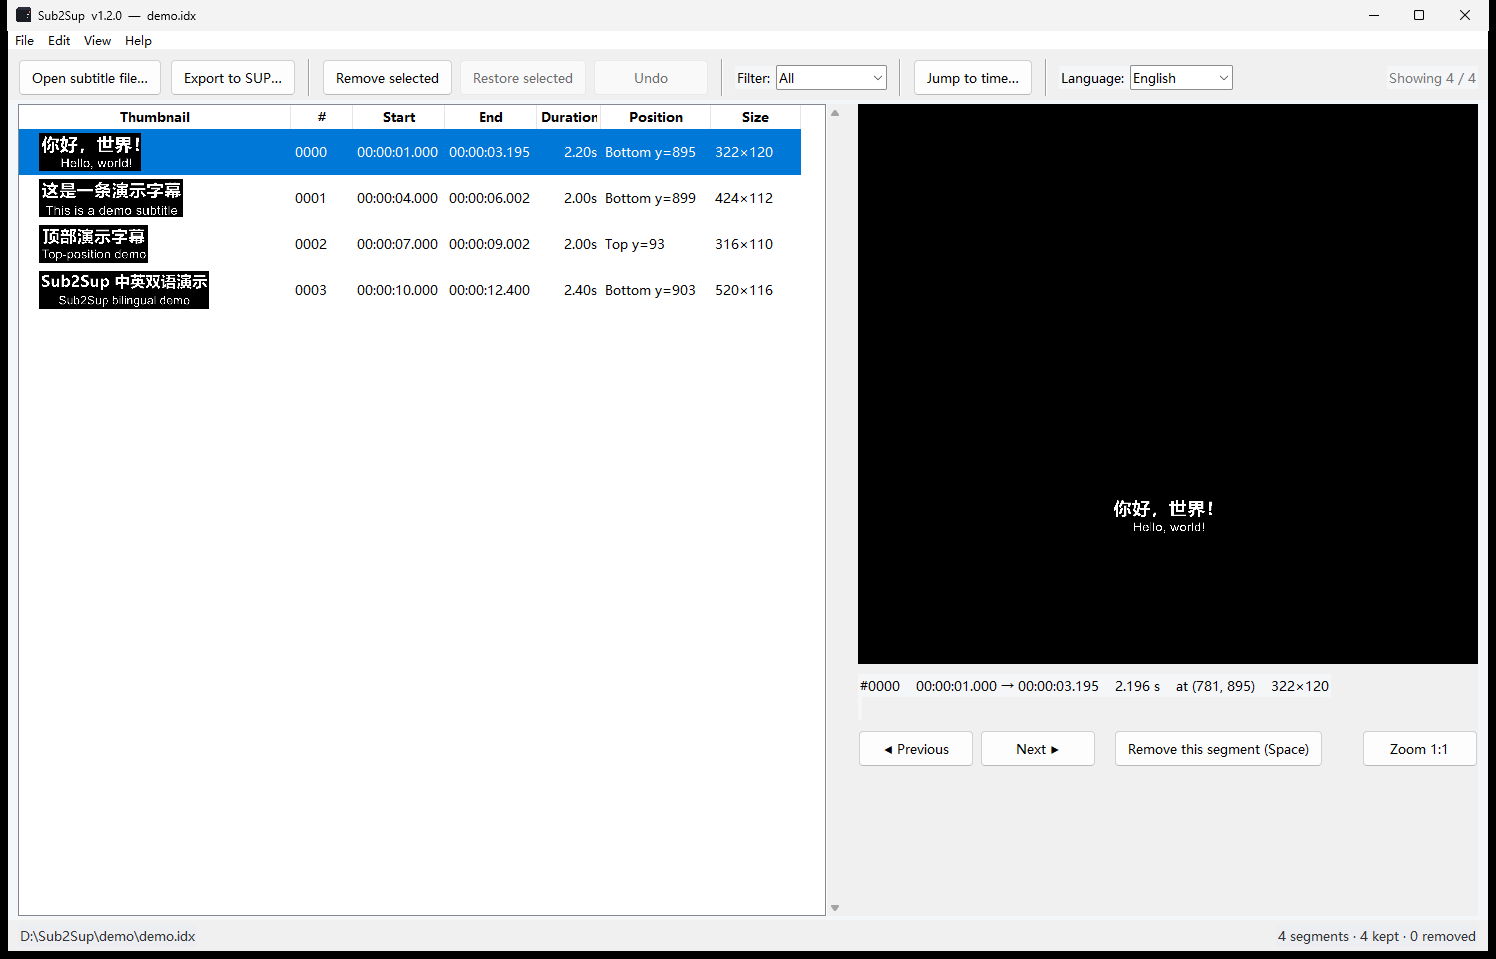 Sub2Sup v1.2.0 — demo.idx
File Edit View Help
Open subtitle file... Export to SUP... Remove selected Restore selected Undo Filter: All Jump to time... Language: English Showing 4 / 4
Thumbnail # Start End Duration Position Size
你好，世界！
Hello, world!
0000 00:00:01.000 00:00:03.195 2.20s Bottom y=895 322×120
这是一条演示字幕
This is a demo subtitle
0001 00:00:04.000 00:00:06.002 2.00s Bottom y=899 424×112
顶部演示字幕
Top-position demo
0002 00:00:07.000 00:00:09.002 2.00s Top y=93 316×110
Sub2Sup 中英双语演示
Sub2Sup bilingual demo
0003 00:00:10.000 00:00:12.400 2.40s Bottom y=903 520×116
你好，世界！
Hello, world!
#0000 00:00:01.000 → 00:00:03.195 2.196 s at (781, 895) 322×120
◂ Previous Next ▸ Remove this segment (Space) Zoom 1:1
D:\Sub2Sup\demo\demo.idx 4 segments · 4 kept · 0 removed